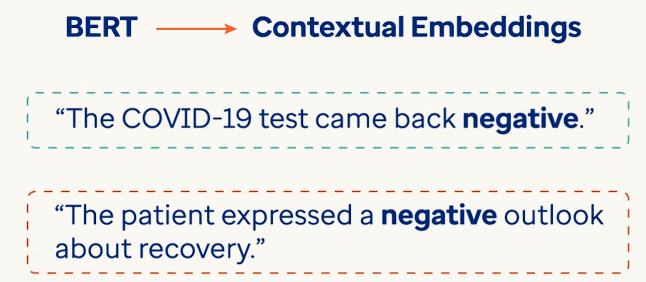 BERT → Contextual Embeddings
“The COVID-19 test came back negative.”
“The patient expressed a negative outlook
about recovery.”